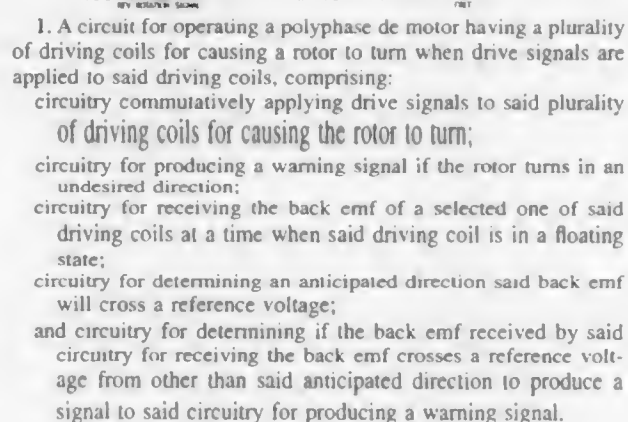 1. A circuit for operating a polyphase dc motor having a plurality
of driving coils for causing a rotor to turn when drive signals are
applied to said driving coils, comprising:
circuitry commutatively applying drive signals to said plurality
of driving coils for causing the rotor to turn;
circuitry for producing a warning signal if the rotor turns in an
undesired direction;
circuitry for receiving the back emf of a selected one of said
driving coils at a time when said driving coil is in a floating
state;
circuitry for determining an anticipated direction said back emf
will cross a reference voltage;
and circuitry for determining if the back emf received by said
circuitry for receiving the back emf crosses a reference volt-
age from other than said anticipated direction to produce a
signal to said circuitry for producing a warning signal.